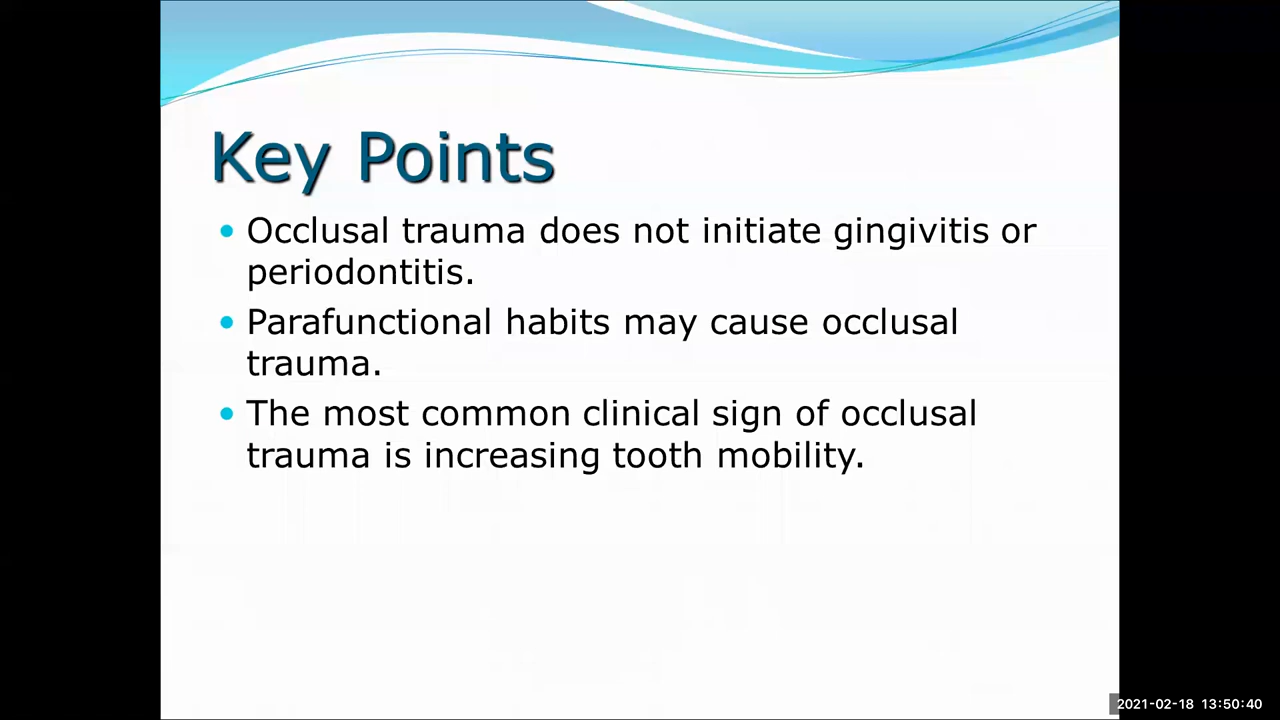 Key Points
• Occlusal trauma does not initiate gingivitis or
periodontitis.
• Parafunctional habits may cause occlusal
trauma.
• The most common clinical sign of occlusal
trauma is increasing tooth mobility.
2021-02-18 13:50:40